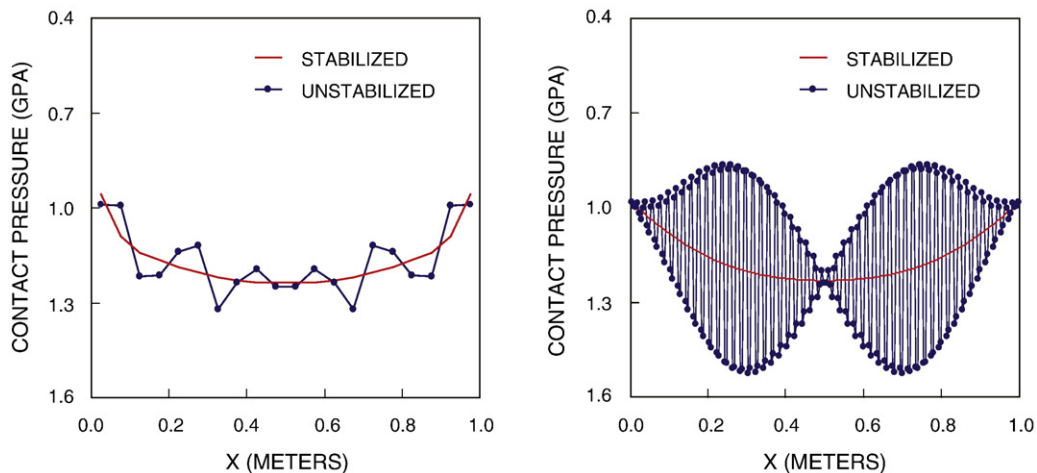 0.4
STABILIZED
UNSTABILIZED
0.7
1.0
1.3
1.6
CONTACT PRESSURE (GPA)
0.0 0.2 0.4 0.6 0.8 1.0
X (METERS)
0.4
STABILIZED
UNSTABILIZED
0.7
1.0
1.3
1.6
CONTACT PRESSURE (GPA)
0.0 0.2 0.4 0.6 0.8 1.0
X (METERS)